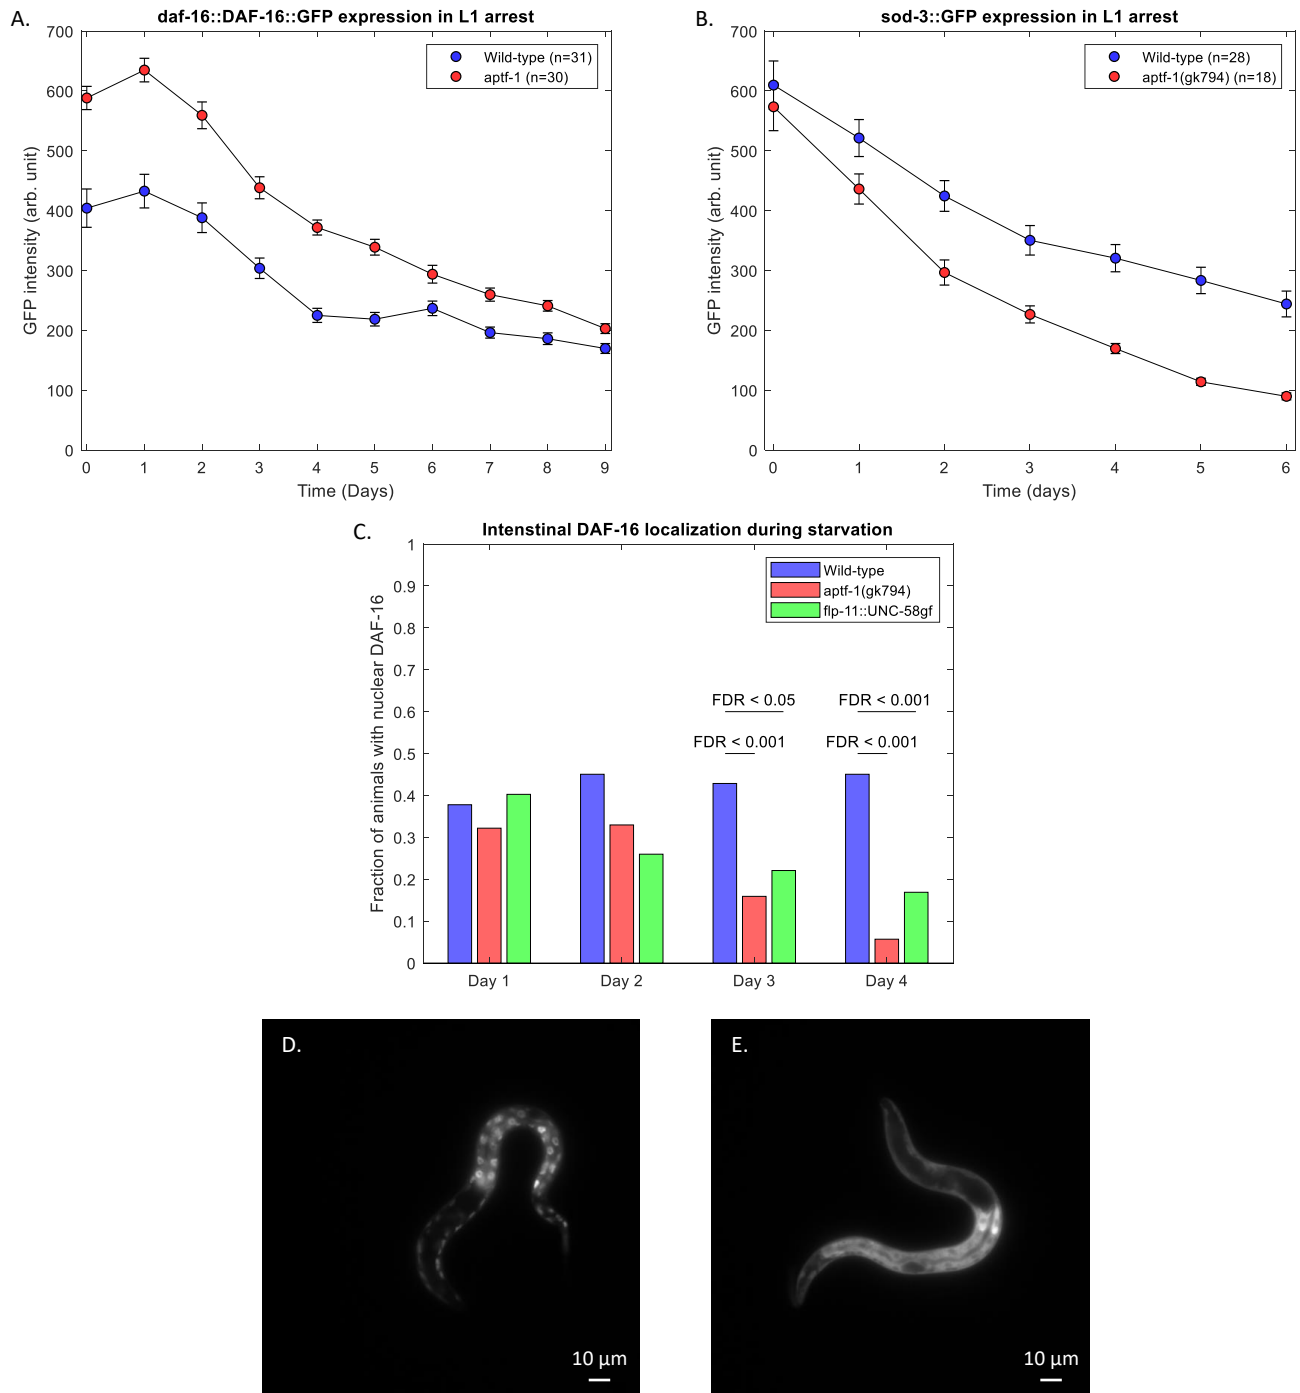 A.
daf-16::DAF-16::GFP expression in L1 arrest
700
600
500
400
300
200
100
0
GFP intensity (arb. unit)
Wild-type (n=31)
aptf-1 (n=30)
0 1 2 3 4 5 6 7 8 9
Time (Days)
B.
sod-3::GFP expression in L1 arrest
700
600
500
400
300
200
100
0
GFP intensity (arb. unit)
Wild-type (n=28)
aptf-1(gk794) (n=18)
0 1 2 3 4 5 6
Time (days)
C.
Intenstinal DAF-16 localization during starvation
1
0.9
0.8
0.7
0.6
0.5
0.4
0.3
0.2
0.1
0
Fraction of animals with nuclear DAF-16
Wild-type
aptf-1(gk794)
flp-11::UNC-58gf
FDR < 0.05
FDR < 0.001
FDR < 0.001
FDR < 0.001
Day 1 Day 2 Day 3 Day 4
D.
10 µm
E.
10 µm